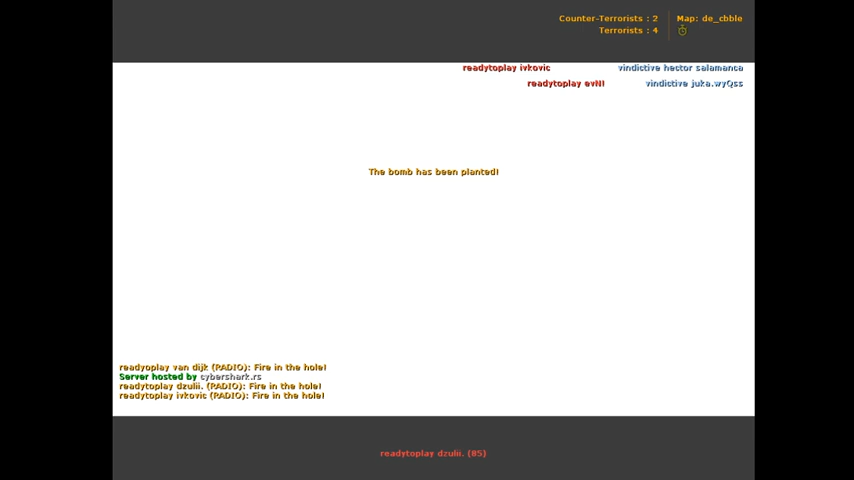 Counter-Terrorists : 2 Map: de_cbble
Terrorists : 4
readytoplay ivkovic vindictive hector salamanca
readytoplay evN! vindictive juka.wyQss
The bomb has been planted!
readyoplay van dijk (RADIO): Fire in the hole!
Server hosted by cybershark.rs
readytoplay dzulii. (RADIO): Fire in the hole!
readytoplay ivkovic (RADIO): Fire in the hole!
readytoplay dzulii. (85)